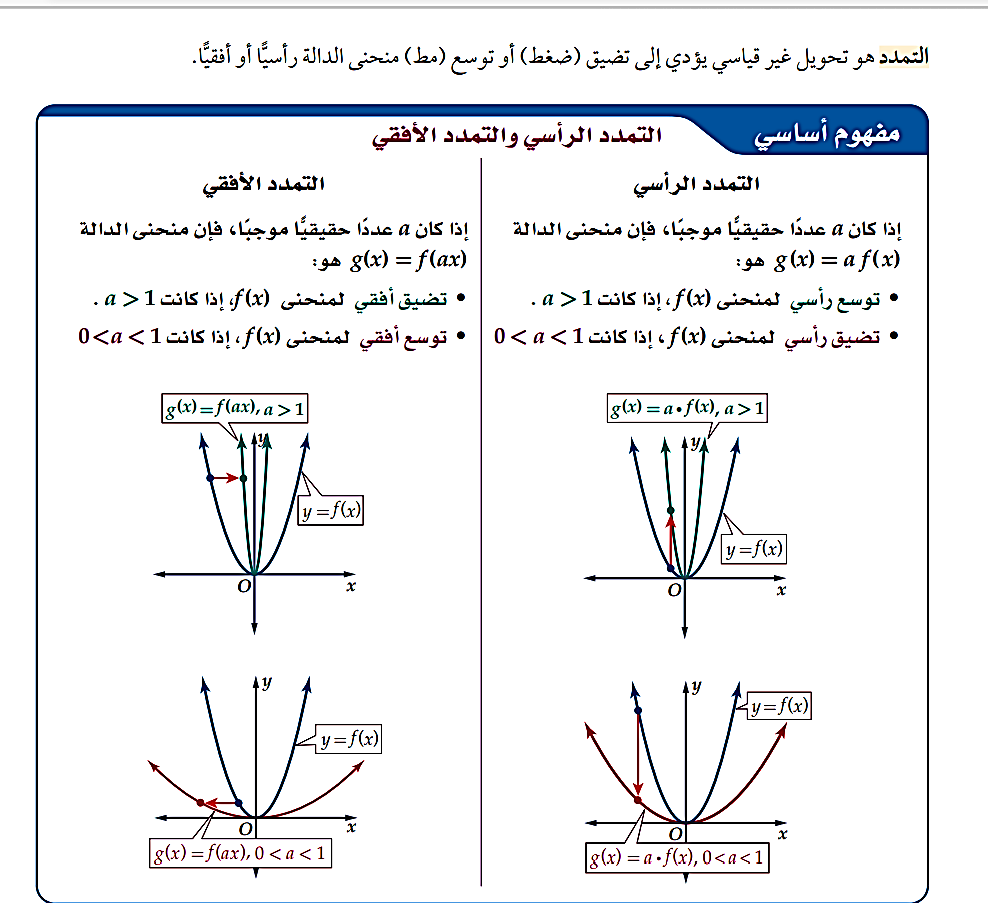 التمدد هو تحويل غير قياسي يؤدي إلى تضيق (ضغط) أو توسع (مط) منحنى الدالة رأسيًّا أو أفقيًّا.
مفهوم أساسي
التمدد الرأسي والتمدد الأفقي
التمدد الرأسي
إذا كان a عددًا حقيقيًّا موجبًا، فإن منحنى الدالة
g(x) = a f(x) هو:
• توسع رأسي لمنحنى f(x)، إذا كانت a > 1 .
• تضيق رأسي لمنحنى f(x)، إذا كانت 0 < a < 1
g(x) = a • f(x), a > 1
y
y = f(x)
O
x
y
y = f(x)
O
x
g(x) = a • f(x), 0 < a < 1
التمدد الأفقي
إذا كان a عددًا حقيقيًّا موجبًا، فإن منحنى الدالة
g(x) = f(ax) هو:
• تضيق أفقي لمنحنى f(x)، إذا كانت a > 1 .
• توسع أفقي لمنحنى f(x)، إذا كانت 0 < a < 1
g(x) = f(ax), a > 1
y
y = f(x)
O
x
y
y = f(x)
O
x
g(x) = f(ax), 0 < a < 1